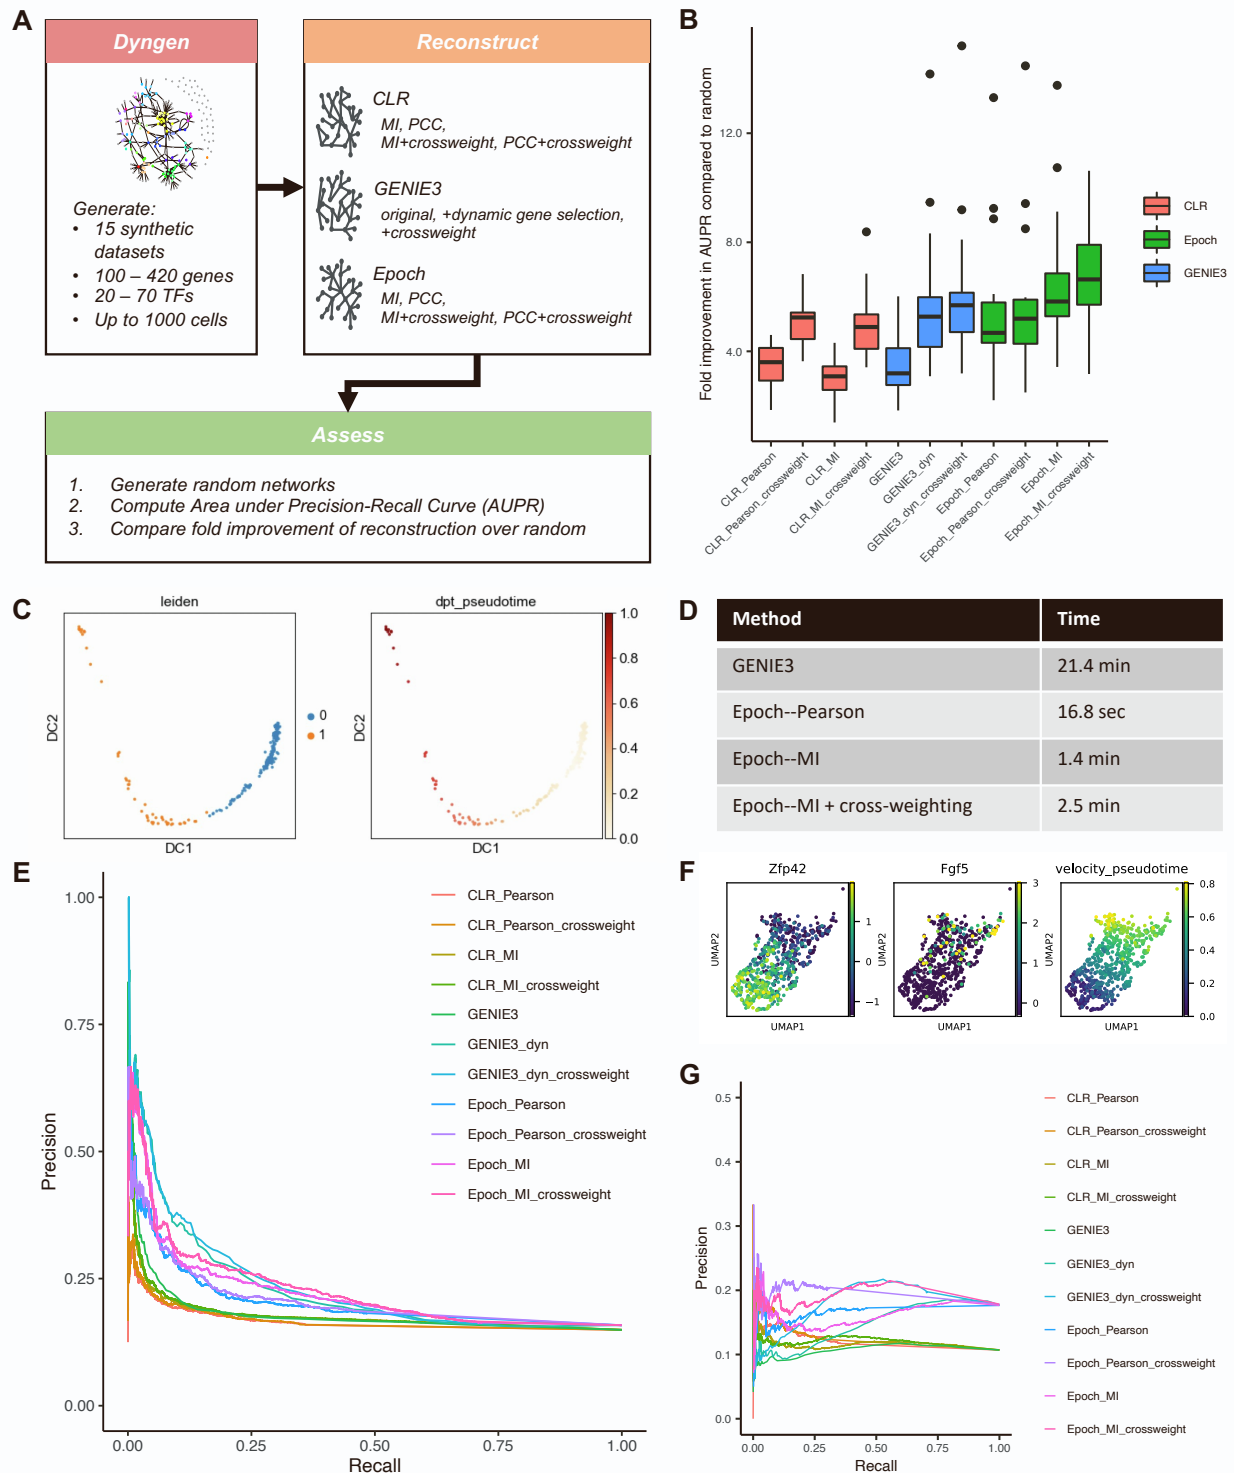 A
Dyngen
Generate:
• 15 synthetic
datasets
• 100 – 420 genes
• 20 – 70 TFs
• Up to 1000 cells
Reconstruct
CLR
MI, PCC,
MI+crossweight, PCC+crossweight
GENIE3
original, +dynamic gene selection,
+crossweight
Epoch
MI, PCC,
MI+crossweight, PCC+crossweight
Assess
1. Generate random networks
2. Compute Area under Precision-Recall Curve (AUPR)
3. Compare fold improvement of reconstruction over random
B
Fold improvement in AUPR compared to random
12.0
8.0
4.0
CLR_Pearson
CLR_Pearson_crossweight
CLR_MI
CLR_MI_crossweight
GENIE3
GENIE3_dyn
GENIE3_dyn_crossweight
Epoch_Pearson
Epoch_Pearson_crossweight
Epoch_MI
Epoch_MI_crossweight
CLR
Epoch
GENIE3
C
leiden
DC2
DC1
0
1
dpt_pseudotime
DC2
DC1
1.0
0.8
0.6
0.4
0.2
0.0
D
Method Time
GENIE3 21.4 min
Epoch--Pearson 16.8 sec
Epoch--MI 1.4 min
Epoch--MI + cross-weighting 2.5 min
E
Precision
1.00
0.75
0.50
0.25
0.00
0.00 0.25 0.50 0.75 1.00
Recall
CLR_Pearson
CLR_Pearson_crossweight
CLR_MI
CLR_MI_crossweight
GENIE3
GENIE3_dyn
GENIE3_dyn_crossweight
Epoch_Pearson
Epoch_Pearson_crossweight
Epoch_MI
Epoch_MI_crossweight
F
Zfp42
UMAP2
UMAP1
1
0
−1
Fgf5
UMAP2
UMAP1
3
2
1
0
velocity_pseudotime
UMAP2
UMAP1
0.8
0.6
0.4
0.2
0.0
G
Precision
0.5
0.4
0.3
0.2
0.1
0.0
0.00 0.25 0.50 0.75 1.00
Recall
CLR_Pearson
CLR_Pearson_crossweight
CLR_MI
CLR_MI_crossweight
GENIE3
GENIE3_dyn
GENIE3_dyn_crossweight
Epoch_Pearson
Epoch_Pearson_crossweight
Epoch_MI
Epoch_MI_crossweight